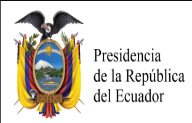 Presidencia
de la República
del Ecuador